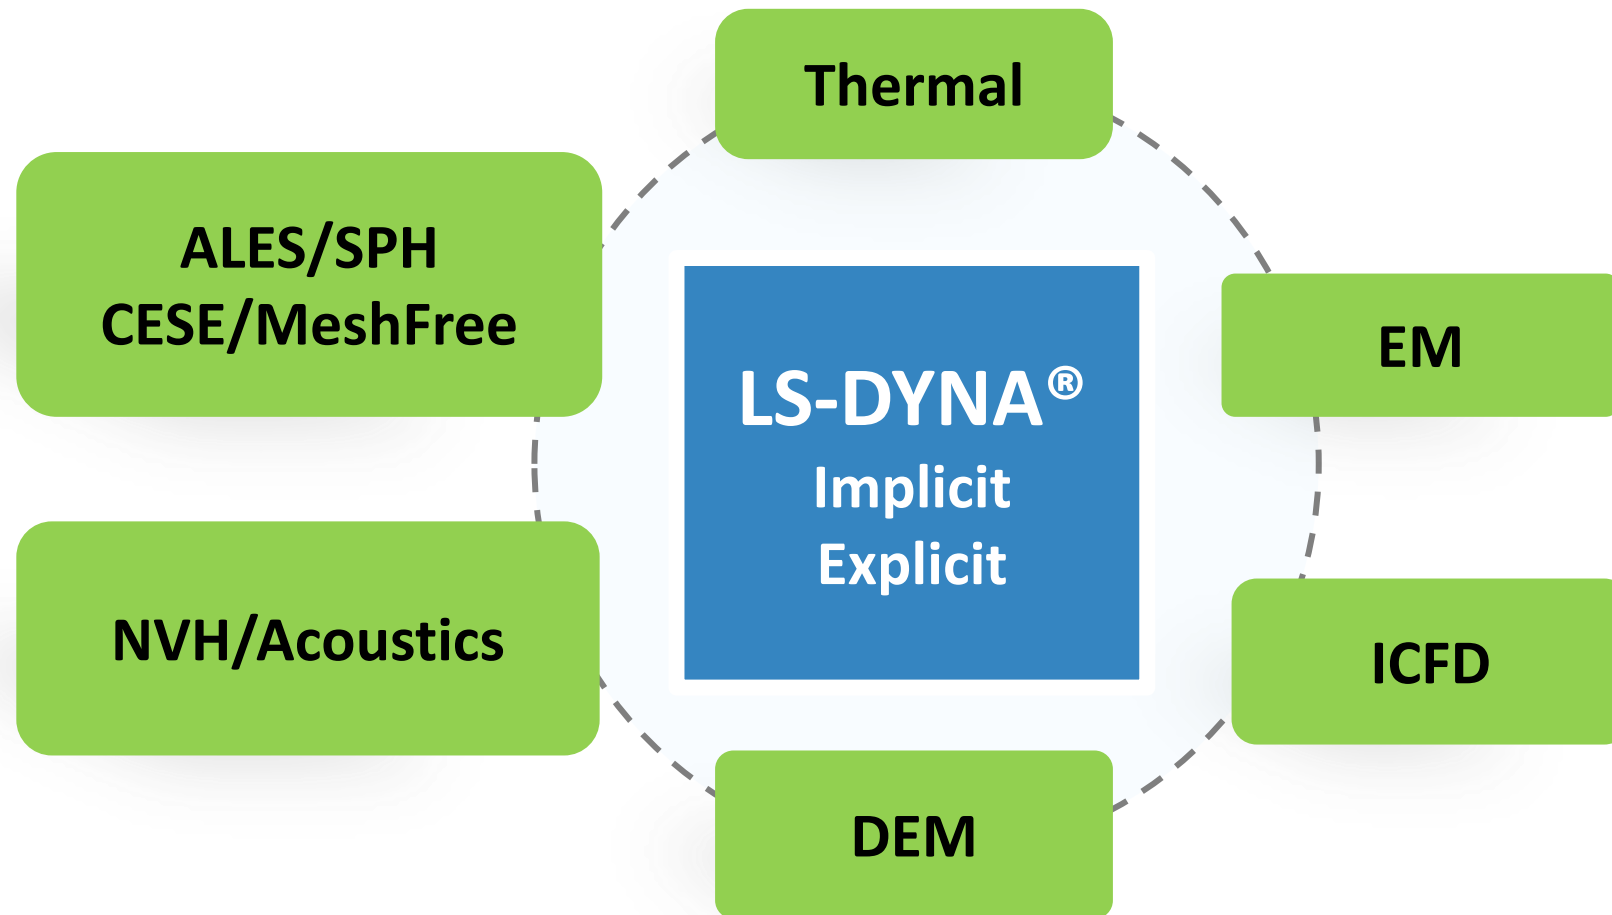 Thermal
ALES/SPH
CESE/MeshFree
EM
LS-DYNA®
Implicit
Explicit
NVH/Acoustics
ICFD
DEM